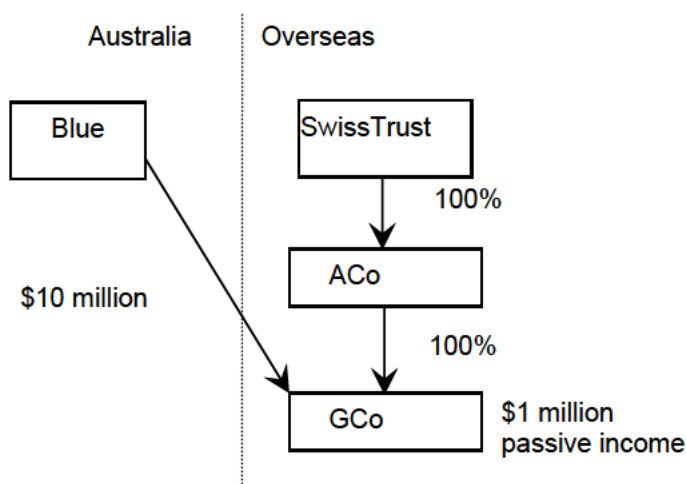 Australia
Overseas
Blue
SwissTrust
100%
ACo
$10 million
100%
GCo
$1 million
passive income